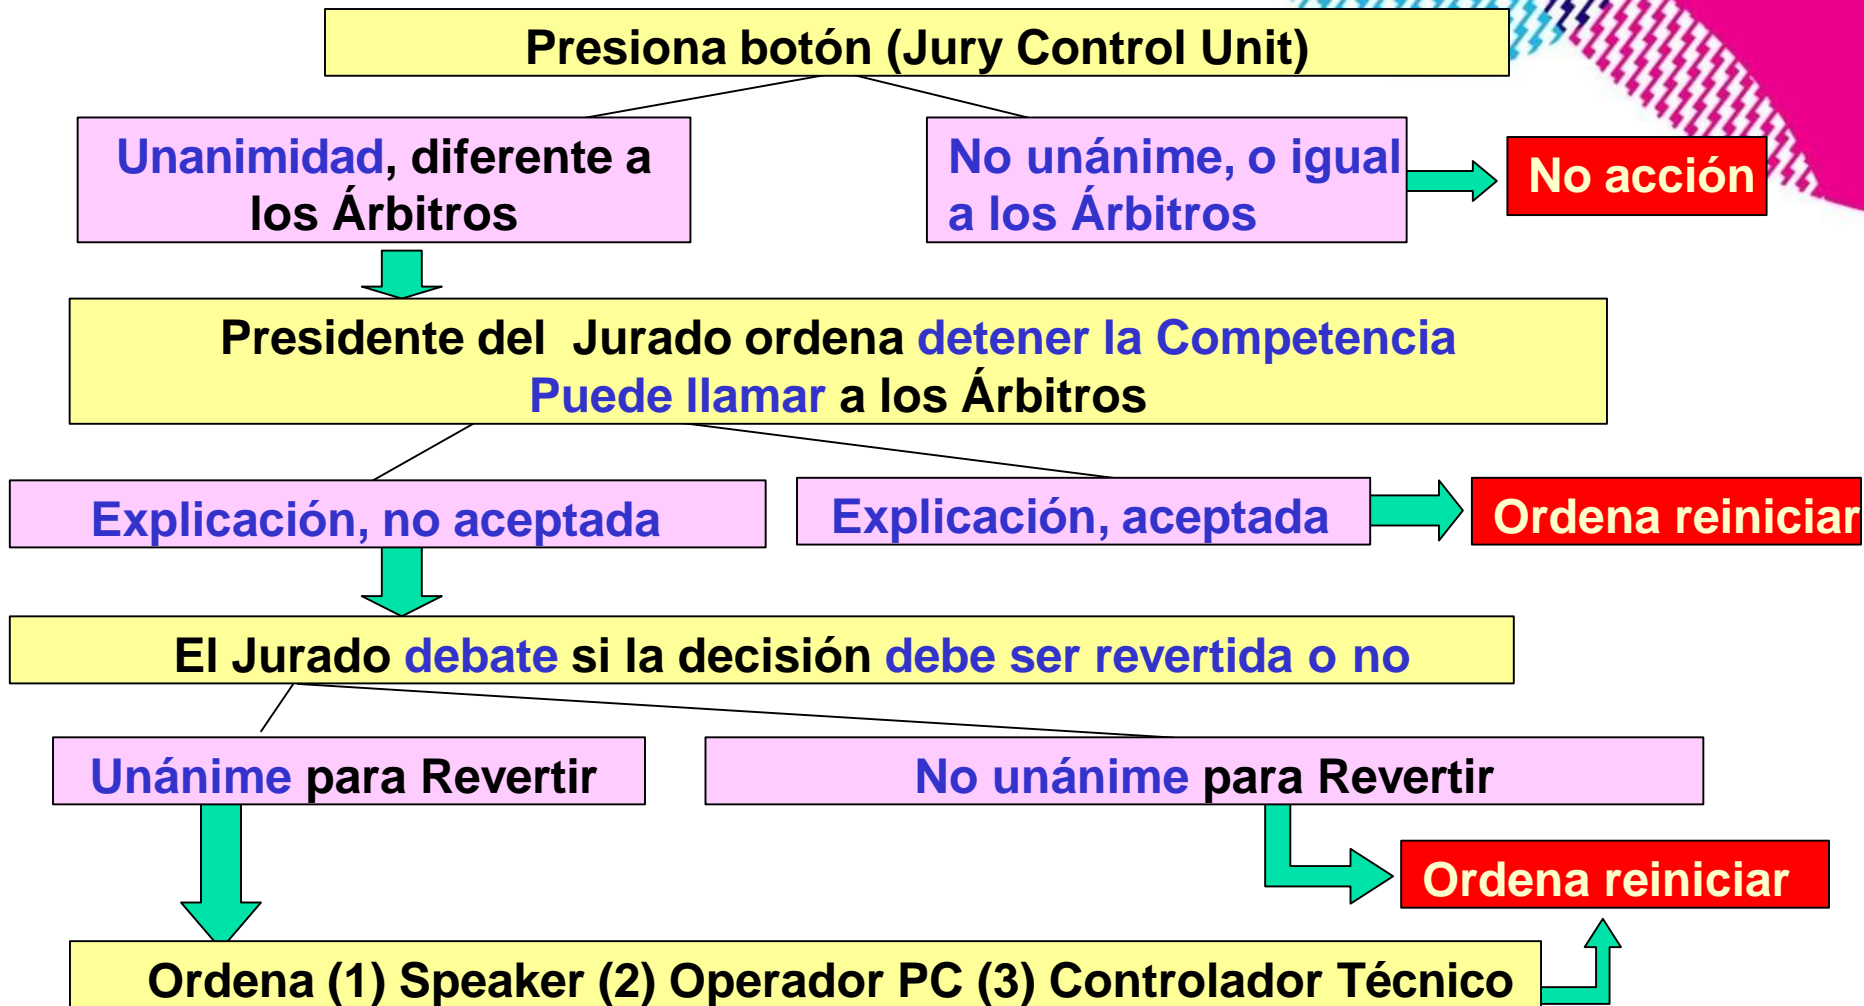 Presiona botón (Jury Control Unit)
Unanimidad, diferente a
los Árbitros
No unánime, o igual
a los Árbitros
No acción
Presidente del Jurado ordena detener la Competencia
Puede llamar a los Árbitros
Explicación, no aceptada
Explicación, aceptada
Ordena reiniciar
El Jurado debate si la decisión debe ser revertida o no
Unánime para Revertir
No unánime para Revertir
Ordena reiniciar
Ordena (1) Speaker (2) Operador PC (3) Controlador Técnico